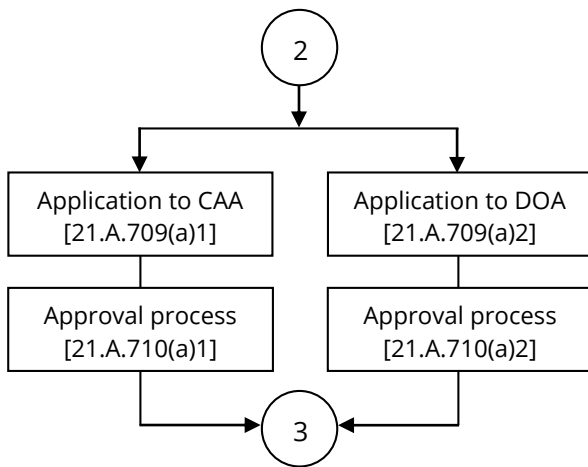 2
Application to CAA
[21.A.709(a)1]
Application to DOA
[21.A.709(a)2]
Approval process
[21.A.710(a)1]
Approval process
[21.A.710(a)2]
3